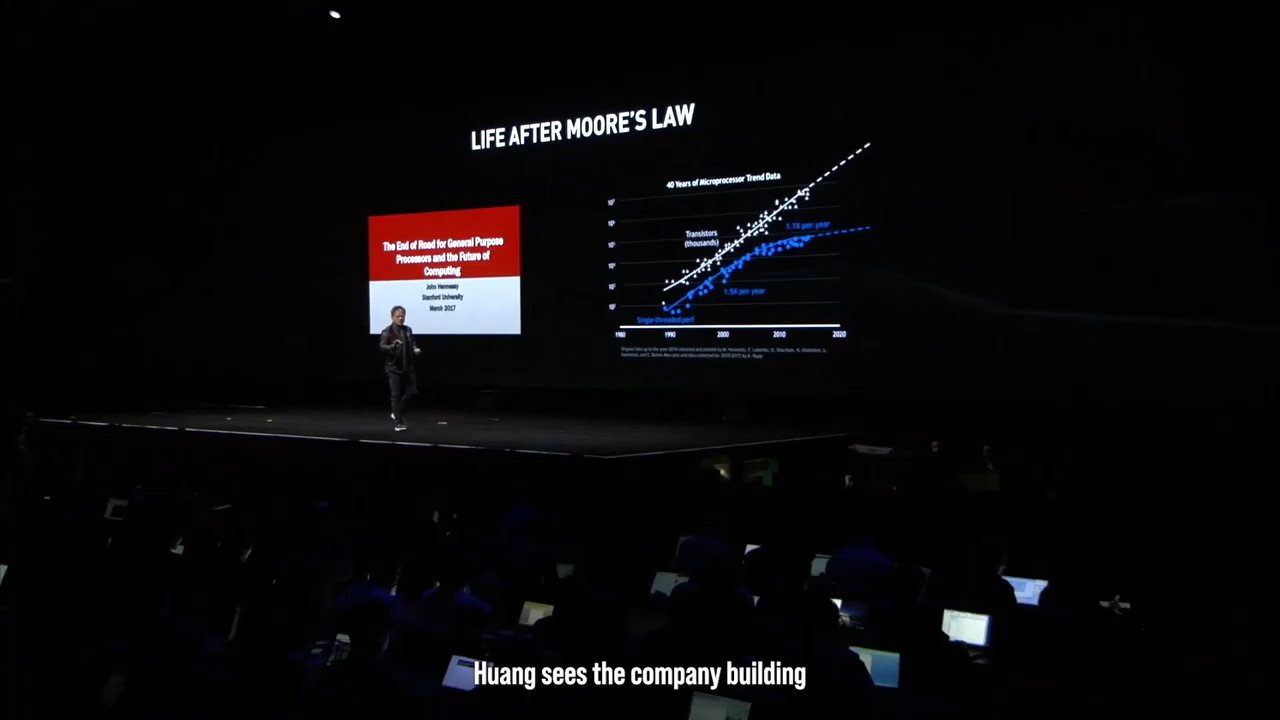 LIFE AFTER MOORE'S LAW
The End of Road for General Purpose
Processors and the Future of
Computing
John Hennessy
Stanford University
March 2017
40 Years of Microprocessor Trend Data
Transistors
(thousands)
1.1X per year
1.5X per year
Single-threaded perf
1980 1990 2000 2010 2020
Huang sees the company building